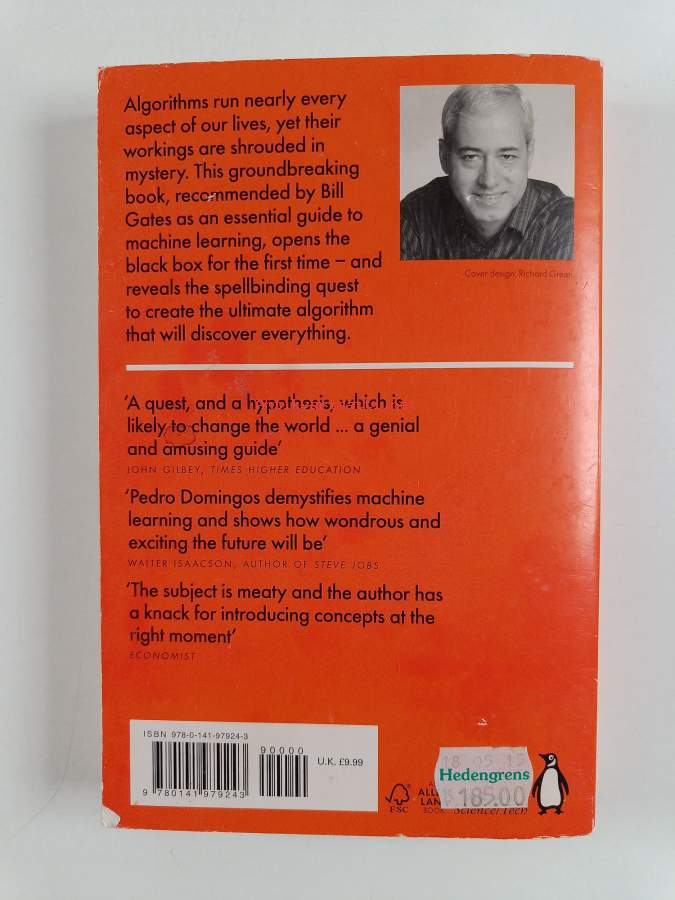 Algorithms run nearly every
aspect of our lives, yet their
workings are shrouded in
mystery. This groundbreaking
book, recommended by Bill
Gates as an essential guide to
machine learning, opens the
black box for the first time – and
reveals the spellbinding quest
to create the ultimate algorithm
that will discover everything.
Cover design: Richard Green
‘A quest, and a hypothesis, which is
likely to change the world ... a genial
and amusing guide’
JOHN GILBEY, TIMES HIGHER EDUCATION
‘Pedro Domingos demystifies machine
learning and shows how wondrous and
exciting the future will be’
WALTER ISAACSON, AUTHOR OF STEVE JOBS
‘The subject is meaty and the author has
a knack for introducing concepts at the
right moment’
ECONOMIST
ISBN 978-0-141-97924-3
90000
9 780141 979243
U.K. £9.99
FSC
BOOK
Hedengrens
185.00
Science/Tech